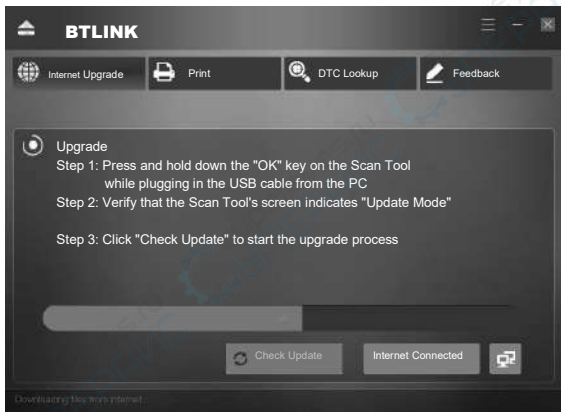 BTLINK
Internet Upgrade
Print
DTC Lookup
Feedback
Upgrade
Step 1: Press and hold down the "OK" key on the Scan Tool
while plugging in the USB cable from the PC
Step 2: Verify that the Scan Tool's screen indicates "Update Mode"
Step 3: Click "Check Update" to start the upgrade process
Check Update
Internet Connected
Downloading files from internet